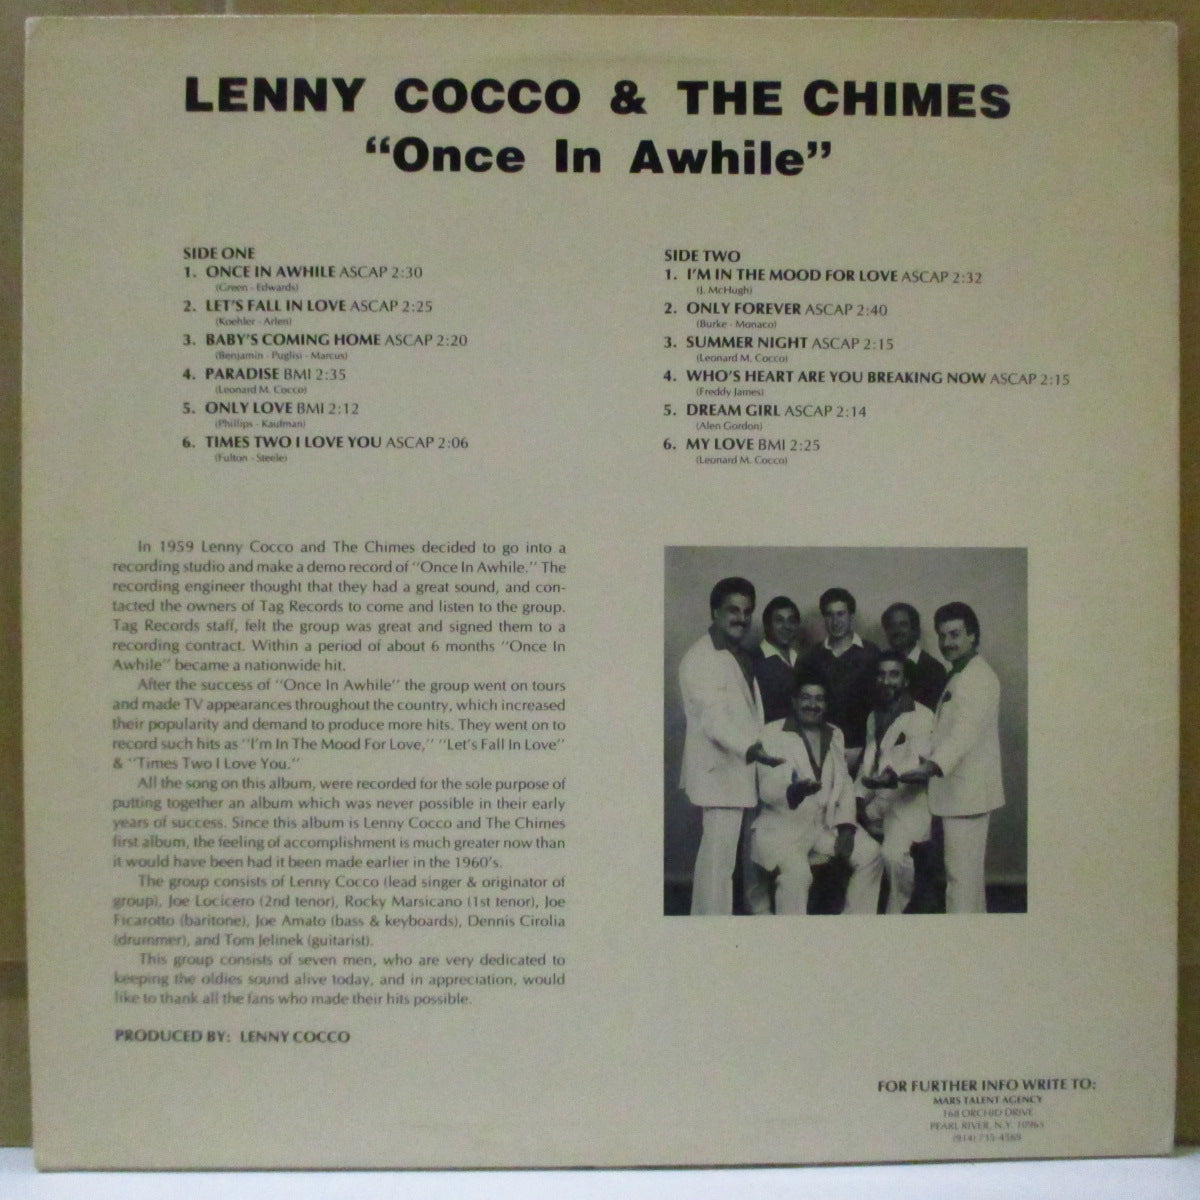 LENNY COCCO & THE CHIMES
“Once In Awhile”
SIDE ONE
1. ONCE IN AWHILE ASCAP 2:30
(Green - Edwards)
2. LET'S FALL IN LOVE ASCAP 2:25
(Koehler - Arlen)
3. BABY'S COMING HOME ASCAP 2:20
(Benjamin - Puglisi - Marcus)
4. PARADISE BMI 2:35
(Leonard M. Cocco)
5. ONLY LOVE BMI 2:12
(Phillips - Kaufman)
6. TIMES TWO I LOVE YOU ASCAP 2:06
(Fulton - Steele)
SIDE TWO
1. I'M IN THE MOOD FOR LOVE ASCAP 2:32
(J. McHugh)
2. ONLY FOREVER ASCAP 2:40
(Burke - Monaco)
3. SUMMER NIGHT ASCAP 2:15
(Leonard M. Cocco)
4. WHO'S HEART ARE YOU BREAKING NOW ASCAP 2:15
(Freddy James)
5. DREAM GIRL ASCAP 2:14
(Alen Gordon)
6. MY LOVE BMI 2:25
(Leonard M. Cocco)
In 1959 Lenny Cocco and The Chimes decided to go into a
recording studio and make a demo record of "Once In Awhile." The
recording engineer thought that they had a great sound, and con-
tacted the owners of Tag Records to come and listen to the group.
Tag Records staff, felt the group was great and signed them to a
recording contract. Within a period of about 6 months "Once In
Awhile" became a nationwide hit.
After the success of "Once In Awhile" the group went on tours
and made TV appearances throughout the country, which increased
their popularity and demand to produce more hits. They went on to
record such hits as "I'm In The Mood For Love," "Let's Fall In Love"
& "Times Two I Love You."
All the song on this album, were recorded for the sole purpose of
putting together an album which was never possible in their early
years of success. Since this album is Lenny Cocco and The Chimes
first album, the feeling of accomplishment is much greater now than
it would have been had it been made earlier in the 1960's.
The group consists of Lenny Cocco (lead singer & originator of
group), Joe Locicero (2nd tenor), Rocky Marsicano (1st tenor), Joe
Ficarotto (baritone), Joe Amato (bass & keyboards), Dennis Cirolia
(drummer), and Tom Jelinek (guitarist).
This group consists of seven men, who are very dedicated to
keeping the oldies sound alive today, and in appreciation, would
like to thank all the fans who made their hits possible.
PRODUCED BY: LENNY COCCO
FOR FURTHER INFO WRITE TO:
MARS TALENT AGENCY
168 ORCHID DRIVE
PEARL RIVER, N.Y. 10965
(914) 735-4569